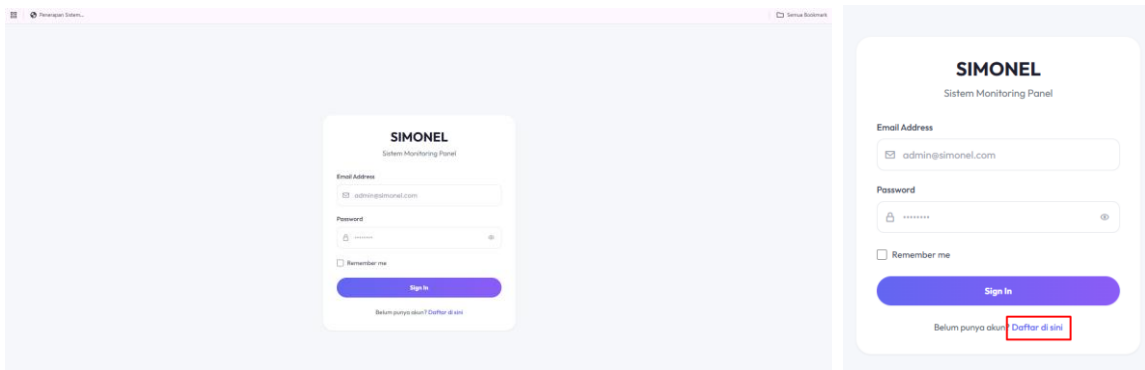 Penerapan Sistem...
Semua Bookmark
SIMONEL
Sistem Monitoring Panel
Email Address
admin@simonel.com
Password
Remember me
Sign In
Belum punya akun? Daftar di sini
SIMONEL
Sistem Monitoring Panel
Email Address
admin@simonel.com
Password
Remember me
Sign In
Belum punya akun? Daftar di sini